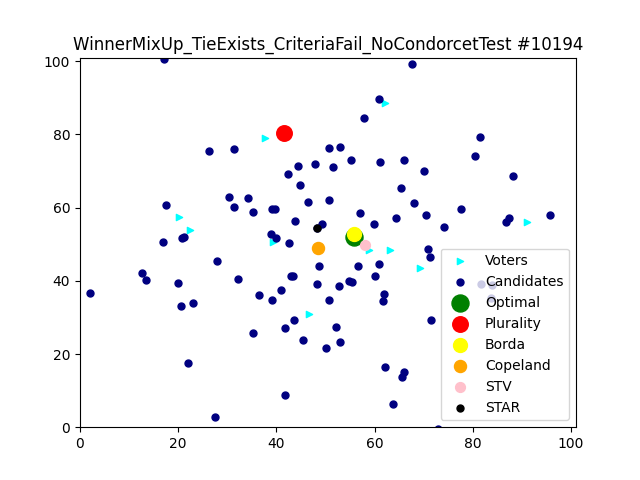 WinnerMixUp_TieExists_CriteriaFail_NoCondorcetTest #10194
100
80
60
40
20
0
0 20 40 60 80 100
Voters
Candidates
Optimal
Plurality
Borda
Copeland
STV
STAR